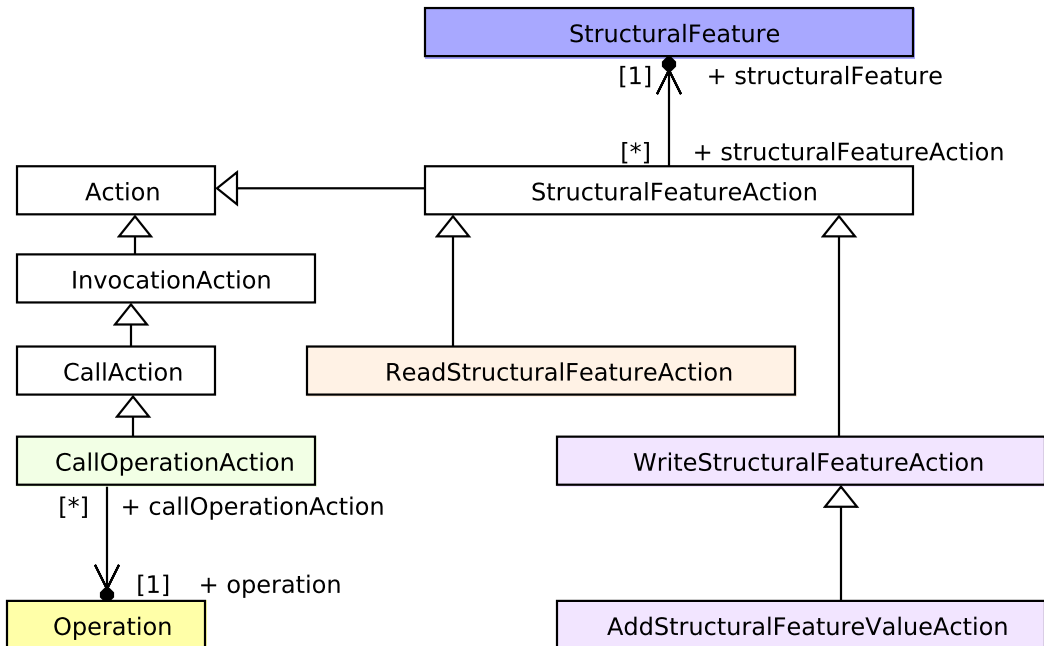 StructuralFeature
[1] + structuralFeature
[*] + structuralFeatureAction
Action
StructuralFeatureAction
InvocationAction
CallAction
ReadStructuralFeatureAction
CallOperationAction
WriteStructuralFeatureAction
[*] + callOperationAction
[1] + operation
Operation
AddStructuralFeatureValueAction